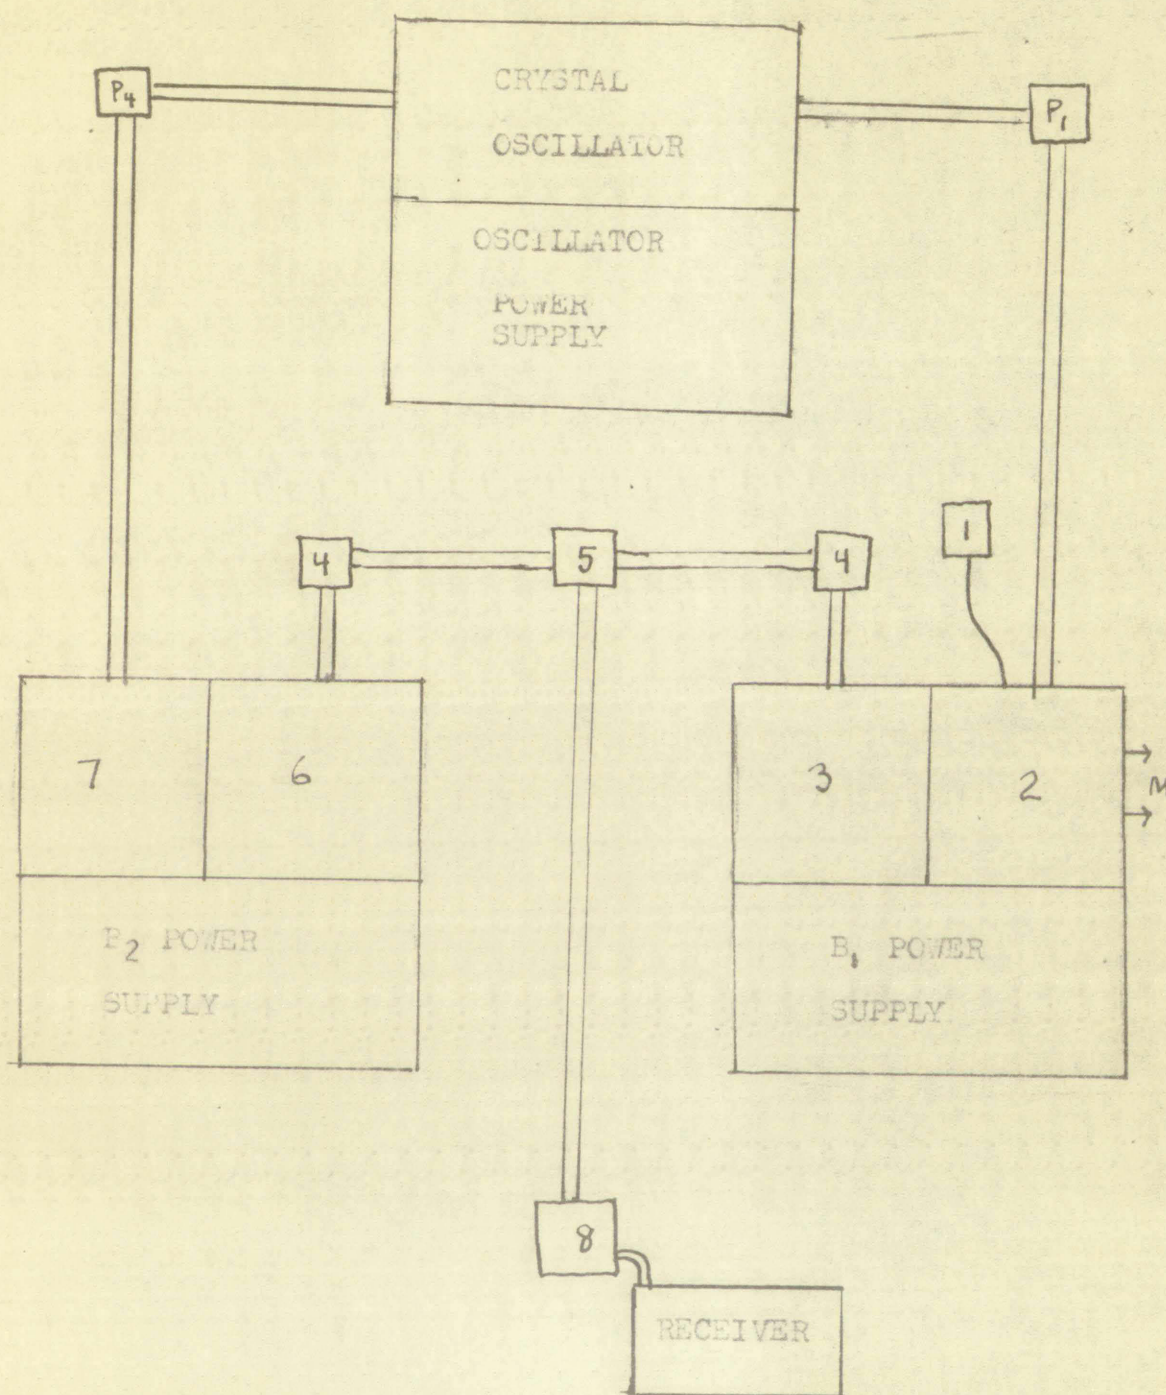 P4
CRYSTAL
OSCILLATOR
P1
OSCILLATOR
POWER
SUPPLY
1
4
5
4
7
6
3
2
M
B2 POWER
SUPPLY
B1 POWER
SUPPLY
8
RECEIVER